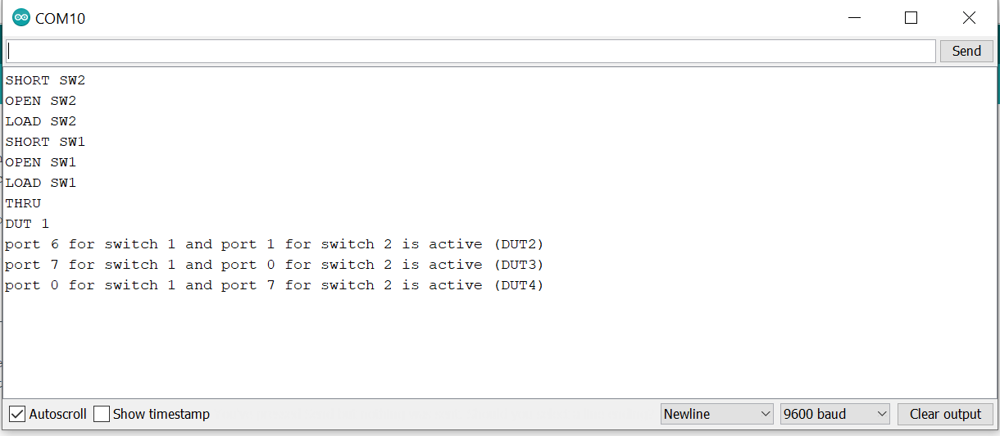 COM10
Send
SHORT SW2
OPEN SW2
LOAD SW2
SHORT SW1
OPEN SW1
LOAD SW1
THRU
DUT 1
port 6 for switch 1 and port 1 for switch 2 is active (DUT2)
port 7 for switch 1 and port 0 for switch 2 is active (DUT3)
port 0 for switch 1 and port 7 for switch 2 is active (DUT4)
Autoscroll Show timestamp Newline 9600 baud Clear output